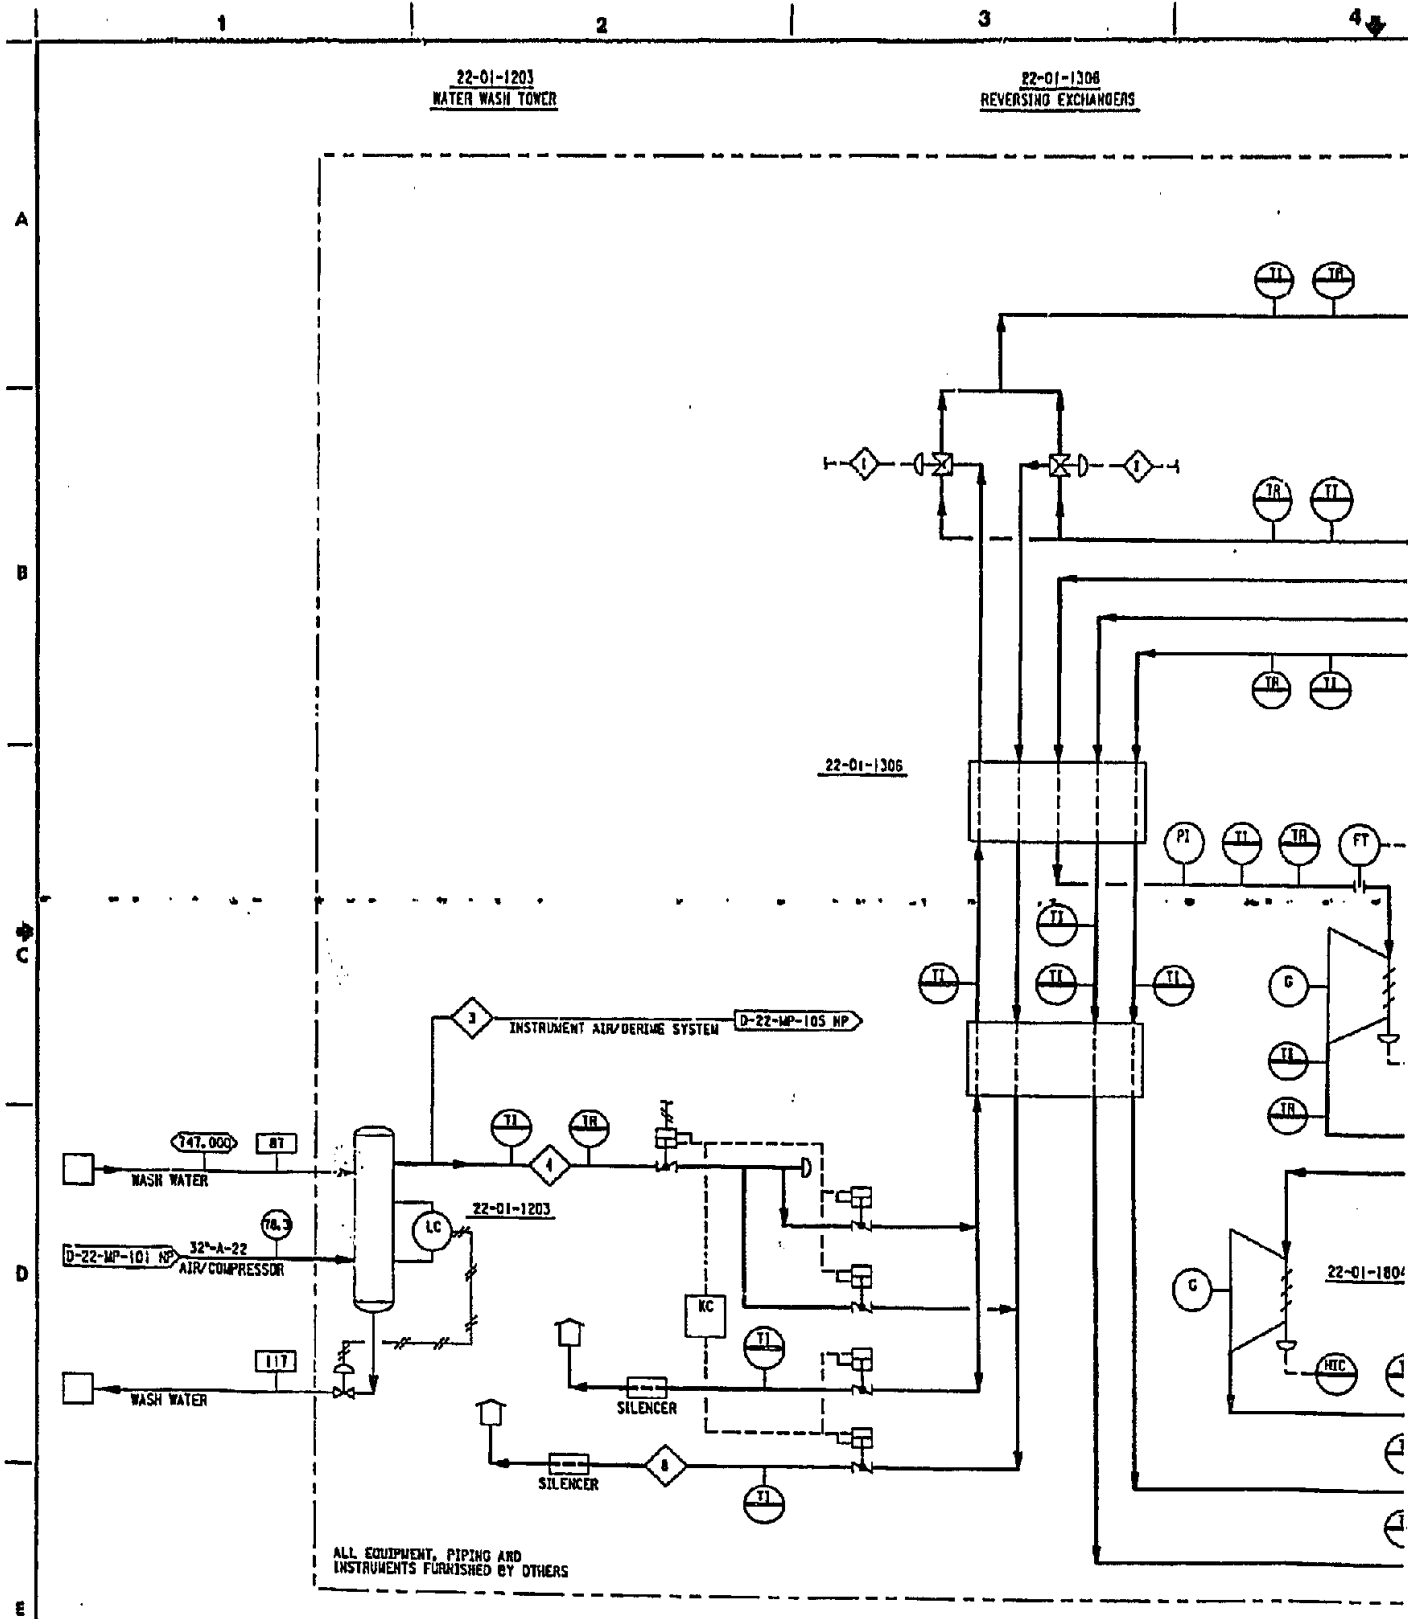 1
2
3
4
22-01-1203
WATER WASH TOWER
22-01-1306
REVERSING EXCHANGERS
A
TI
TR
TR
TI
B
TR
TI
22-01-1306
PI
TI
TR
FT
C
TI
TI
TI
TI
G
3
INSTRUMENT AIR/DERIME SYSTEM
D-22-MP-105 NP
TI
TR
TI
4
TR
747.000
87
WASH WATER
22-01-1203
LC
78.3
D-22-MP-101 NP
32"-A-22
AIR/COMPRESSOR
D
KC
G
22-01-1804
TI
HIC
117
WASH WATER
SILENCER
8
SILENCER
TI
ALL EQUIPMENT, PIPING AND
INSTRUMENTS FURNISHED BY OTHERS
E